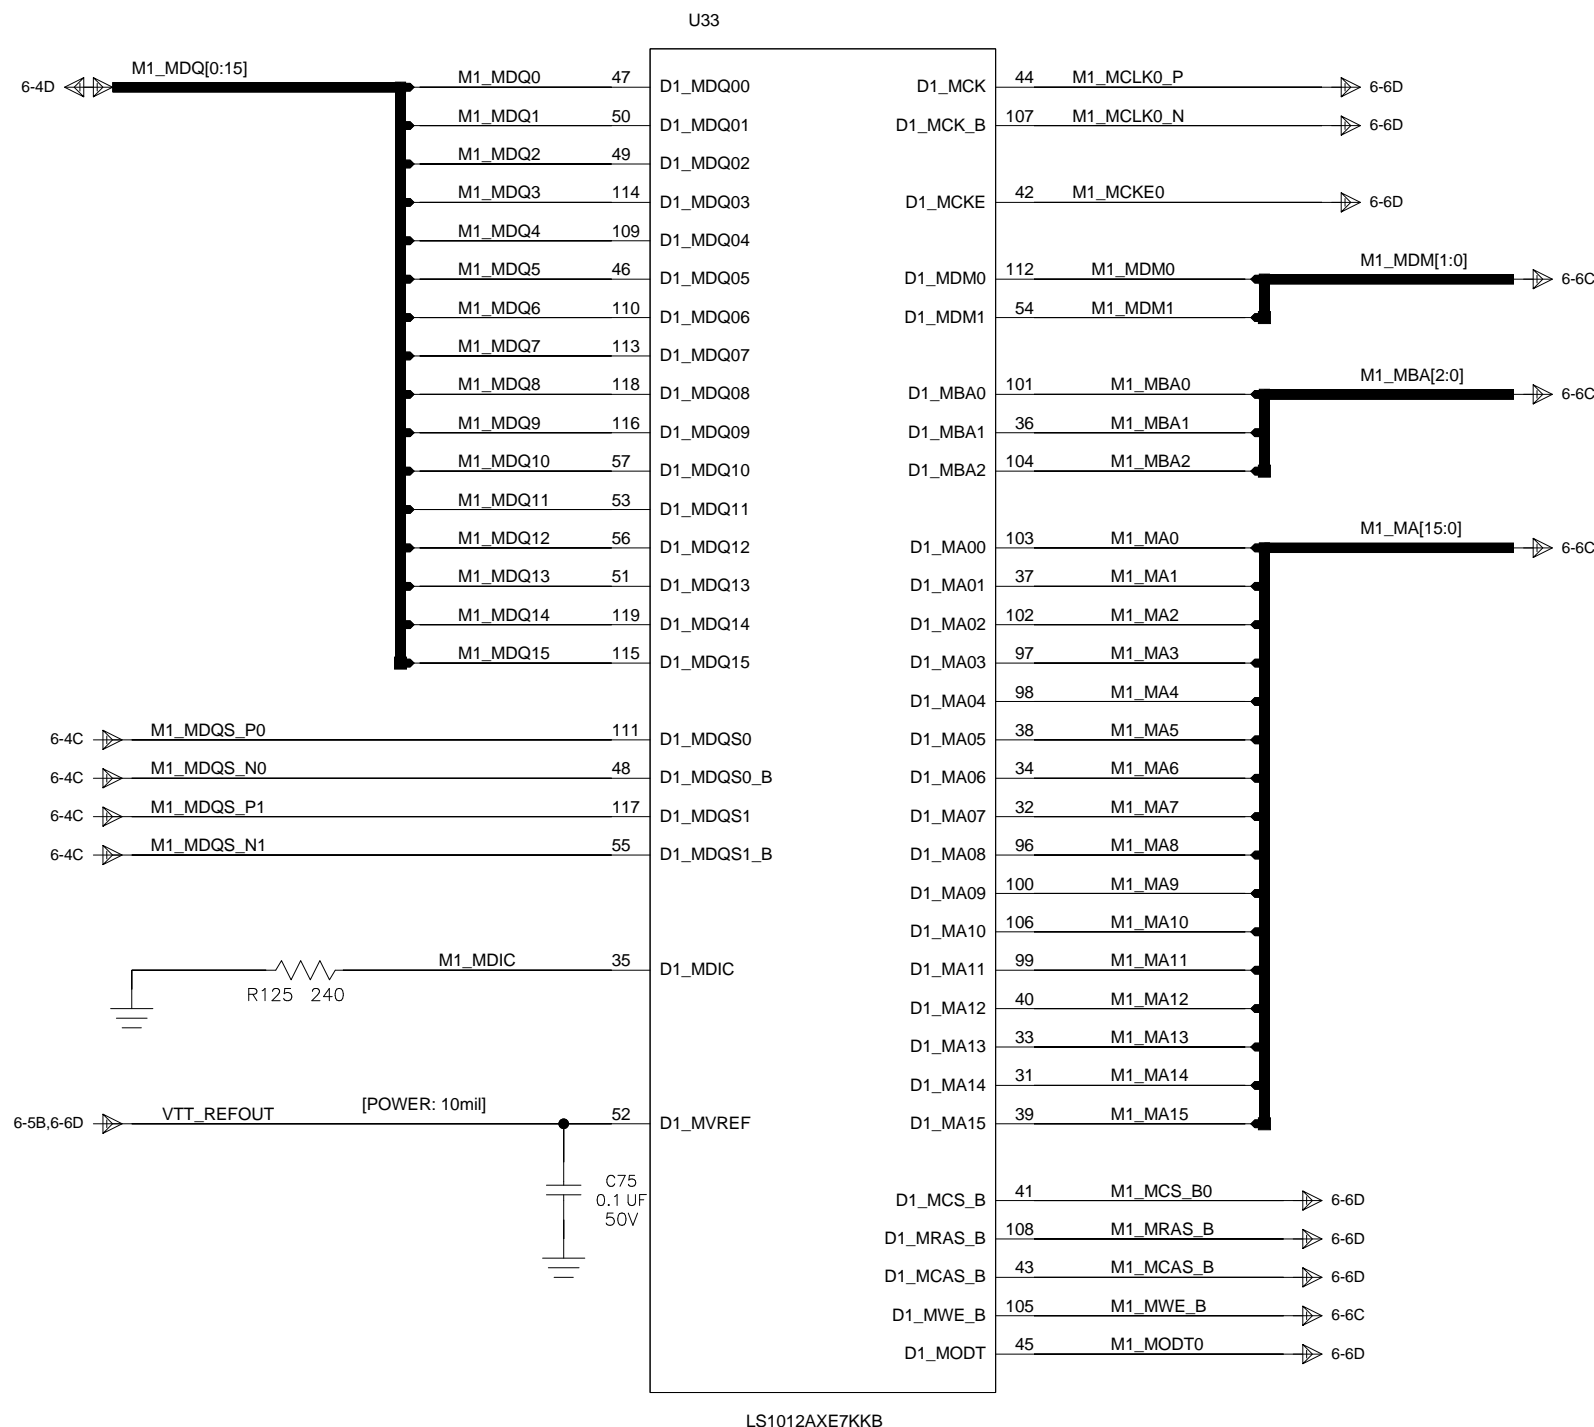 U33
6-4D M1_MDQ[0:15] M1_MDQ0 47 D1_MDQ00 D1_MCK 44 M1_MCLK0_P 6-6D
M1_MDQ1 50 D1_MDQ01 D1_MCK_B 107 M1_MCLK0_N 6-6D
M1_MDQ2 49 D1_MDQ02
M1_MDQ3 114 D1_MDQ03 D1_MCKE 42 M1_MCKE0 6-6D
M1_MDQ4 109 D1_MDQ04
M1_MDQ5 46 D1_MDQ05 D1_MDM0 112 M1_MDM0 M1_MDM[1:0] 6-6C
M1_MDQ6 110 D1_MDQ06 D1_MDM1 54 M1_MDM1
M1_MDQ7 113 D1_MDQ07
M1_MDQ8 118 D1_MDQ08 D1_MBA0 101 M1_MBA0 M1_MBA[2:0] 6-6C
M1_MDQ9 116 D1_MDQ09 D1_MBA1 36 M1_MBA1
M1_MDQ10 57 D1_MDQ10 D1_MBA2 104 M1_MBA2
M1_MDQ11 53 D1_MDQ11
M1_MDQ12 56 D1_MDQ12 D1_MA00 103 M1_MA0 M1_MA[15:0] 6-6C
M1_MDQ13 51 D1_MDQ13 D1_MA01 37 M1_MA1
M1_MDQ14 119 D1_MDQ14 D1_MA02 102 M1_MA2
M1_MDQ15 115 D1_MDQ15 D1_MA03 97 M1_MA3
D1_MA04 98 M1_MA4
6-4C M1_MDQS_P0 111 D1_MDQS0 D1_MA05 38 M1_MA5
6-4C M1_MDQS_N0 48 D1_MDQS0_B D1_MA06 34 M1_MA6
6-4C M1_MDQS_P1 117 D1_MDQS1 D1_MA07 32 M1_MA7
6-4C M1_MDQS_N1 55 D1_MDQS1_B D1_MA08 96 M1_MA8
D1_MA09 100 M1_MA9
D1_MA10 106 M1_MA10
M1_MDIC 35 D1_MDIC D1_MA11 99 M1_MA11
R125 240
D1_MA12 40 M1_MA12
D1_MA13 33 M1_MA13
D1_MA14 31 M1_MA14
6-5B,6-6D VTT_REFOUT [POWER: 10mil] 52 D1_MVREF D1_MA15 39 M1_MA15
C75
0.1 UF
50V
D1_MCS_B 41 M1_MCS_B0 6-6D
D1_MRAS_B 108 M1_MRAS_B 6-6D
D1_MCAS_B 43 M1_MCAS_B 6-6D
D1_MWE_B 105 M1_MWE_B 6-6C
D1_MODT 45 M1_MODT0 6-6D
LS1012AXE7KKB